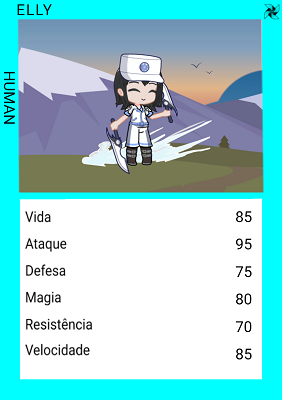 ELLY
HUMAN
Vida 85
Ataque 95
Defesa 75
Magia 80
Resistência 70
Velocidade 85